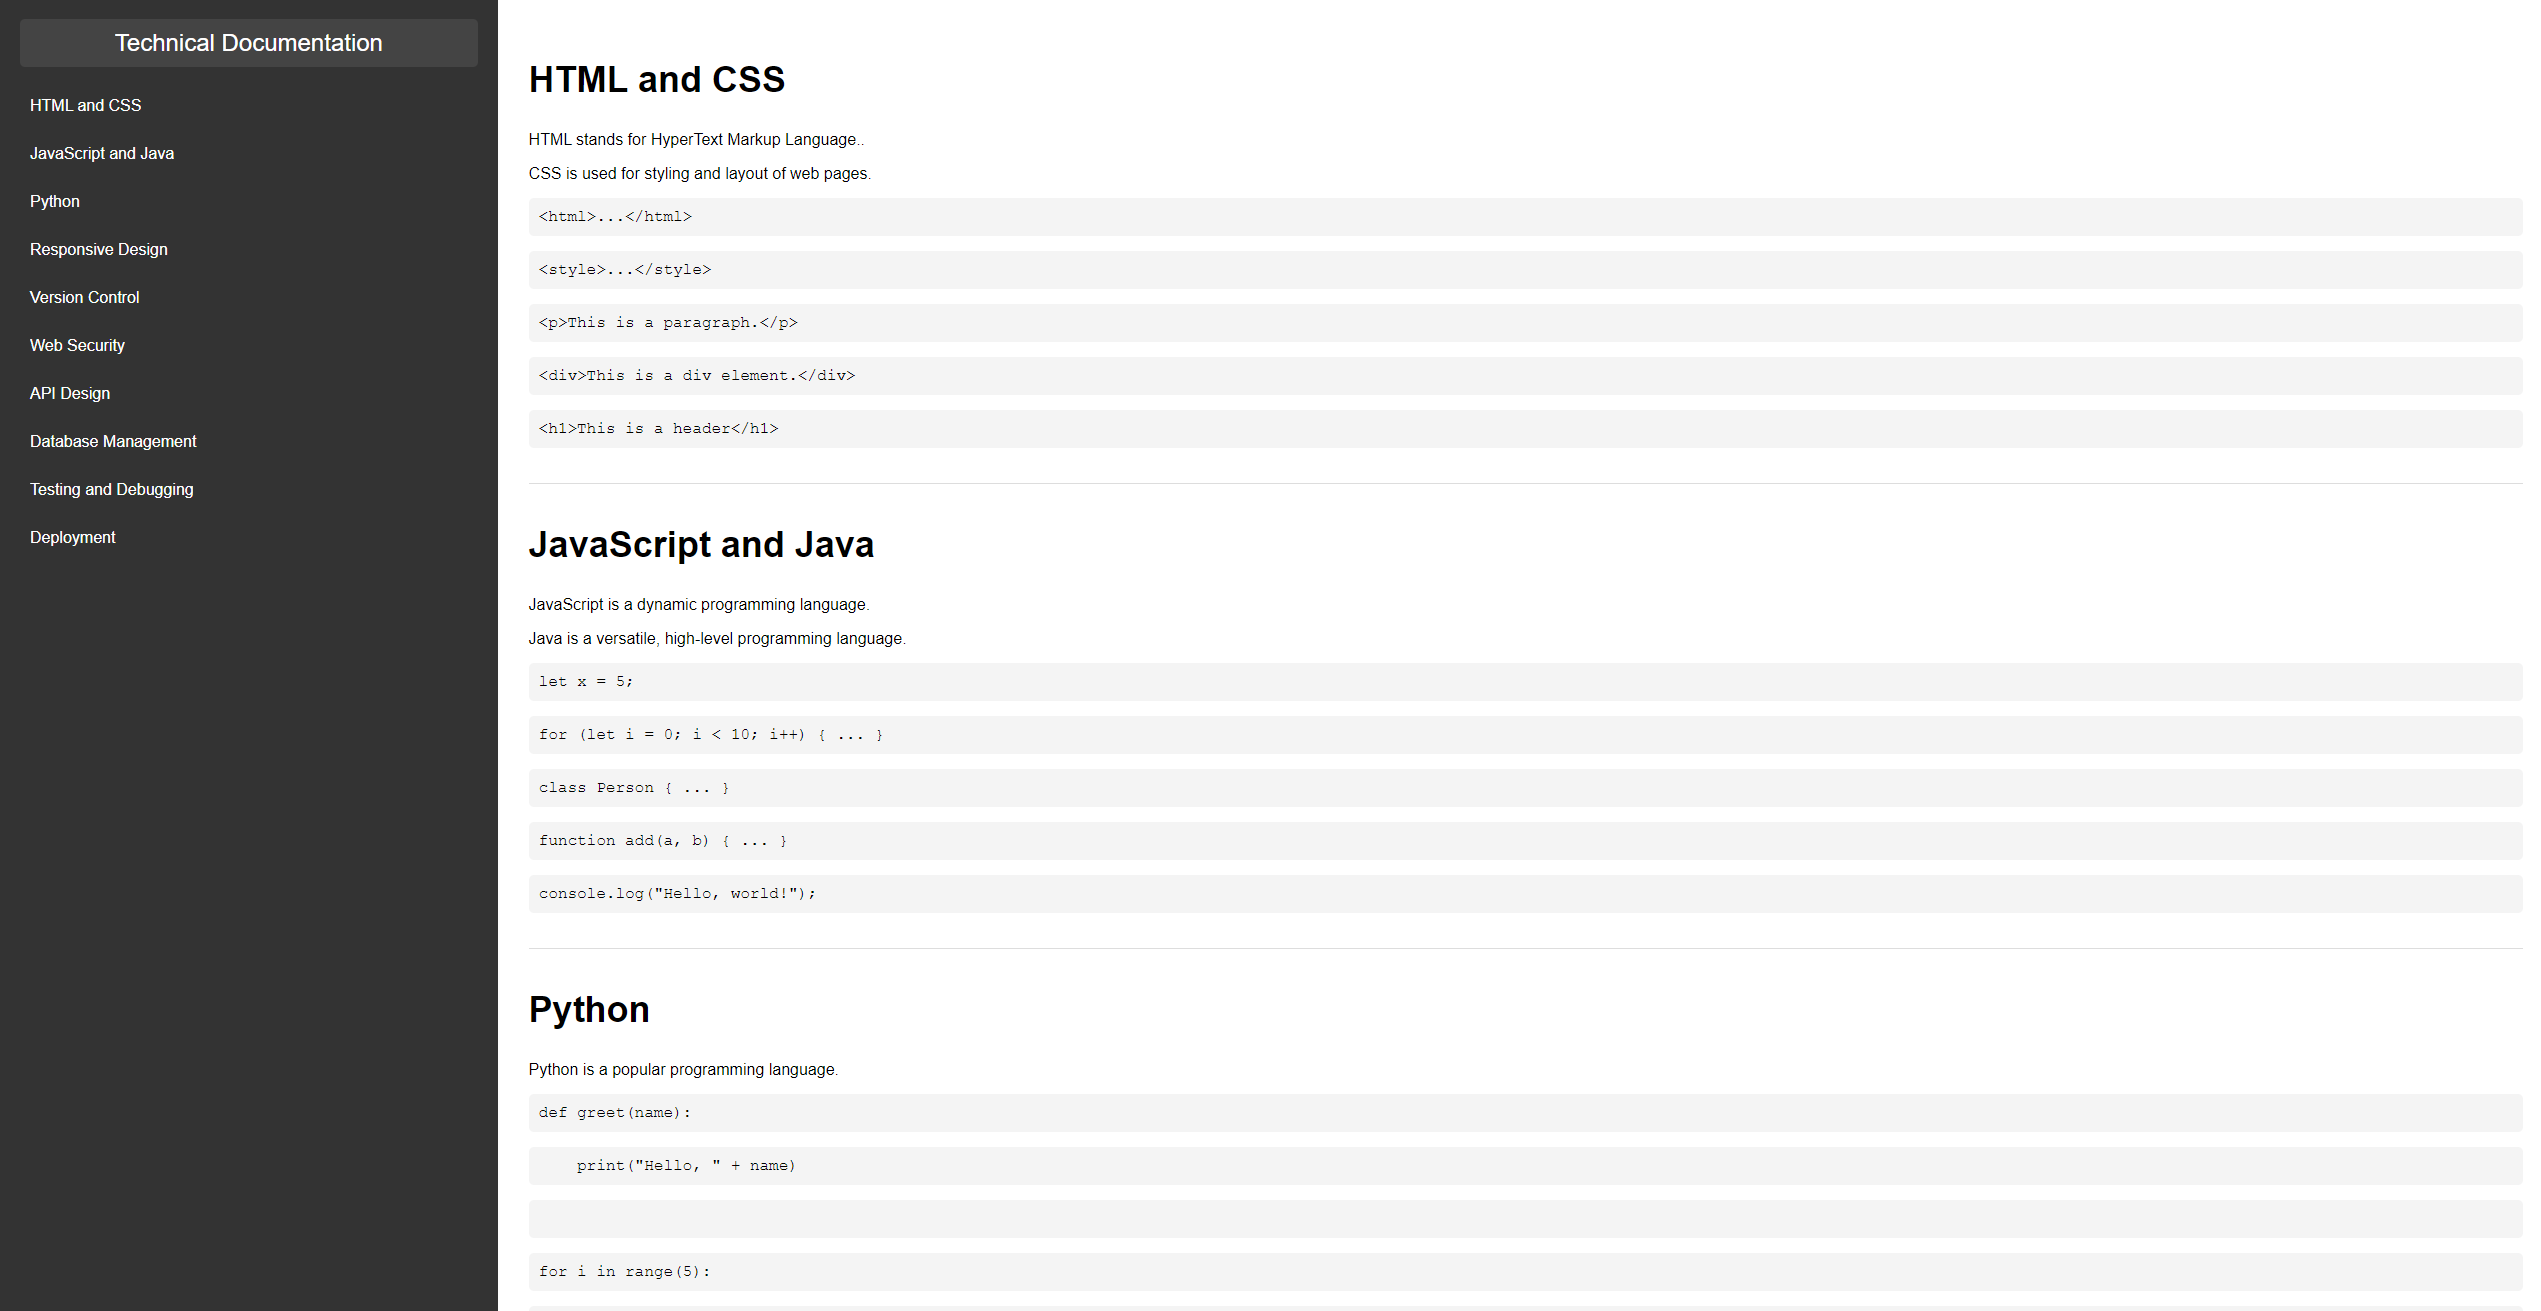 Technical Documentation
HTML and CSS
JavaScript and Java
Python
Responsive Design
Version Control
Web Security
API Design
Database Management
Testing and Debugging
Deployment
HTML and CSS
HTML stands for HyperText Markup Language..
CSS is used for styling and layout of web pages.
<html>...</html>
<style>...</style>
<p>This is a paragraph.</p>
<div>This is a div element.</div>
<h1>This is a header</h1>
JavaScript and Java
JavaScript is a dynamic programming language.
Java is a versatile, high-level programming language.
let x = 5;
for (let i = 0; i < 10; i++) { ... }
class Person { ... }
function add(a, b) { ... }
console.log("Hello, world!");
Python
Python is a popular programming language.
def greet(name):
    print("Hello, " + name)
for i in range(5):